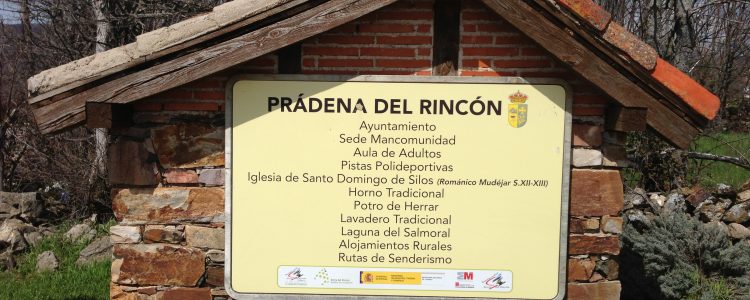 PRÁDENA DEL RINCÓN
Ayuntamiento
Sede Mancomunidad
Aula de Adultos
Pistas Polideportivas
Iglesia de Santo Domingo de Silos (Románico Mudéjar S.XII-XIII)
Horno Tradicional
Potro de Herrar
Lavadero Tradicional
Laguna del Salmoral
Alojamientos Rurales
Rutas de Senderismo